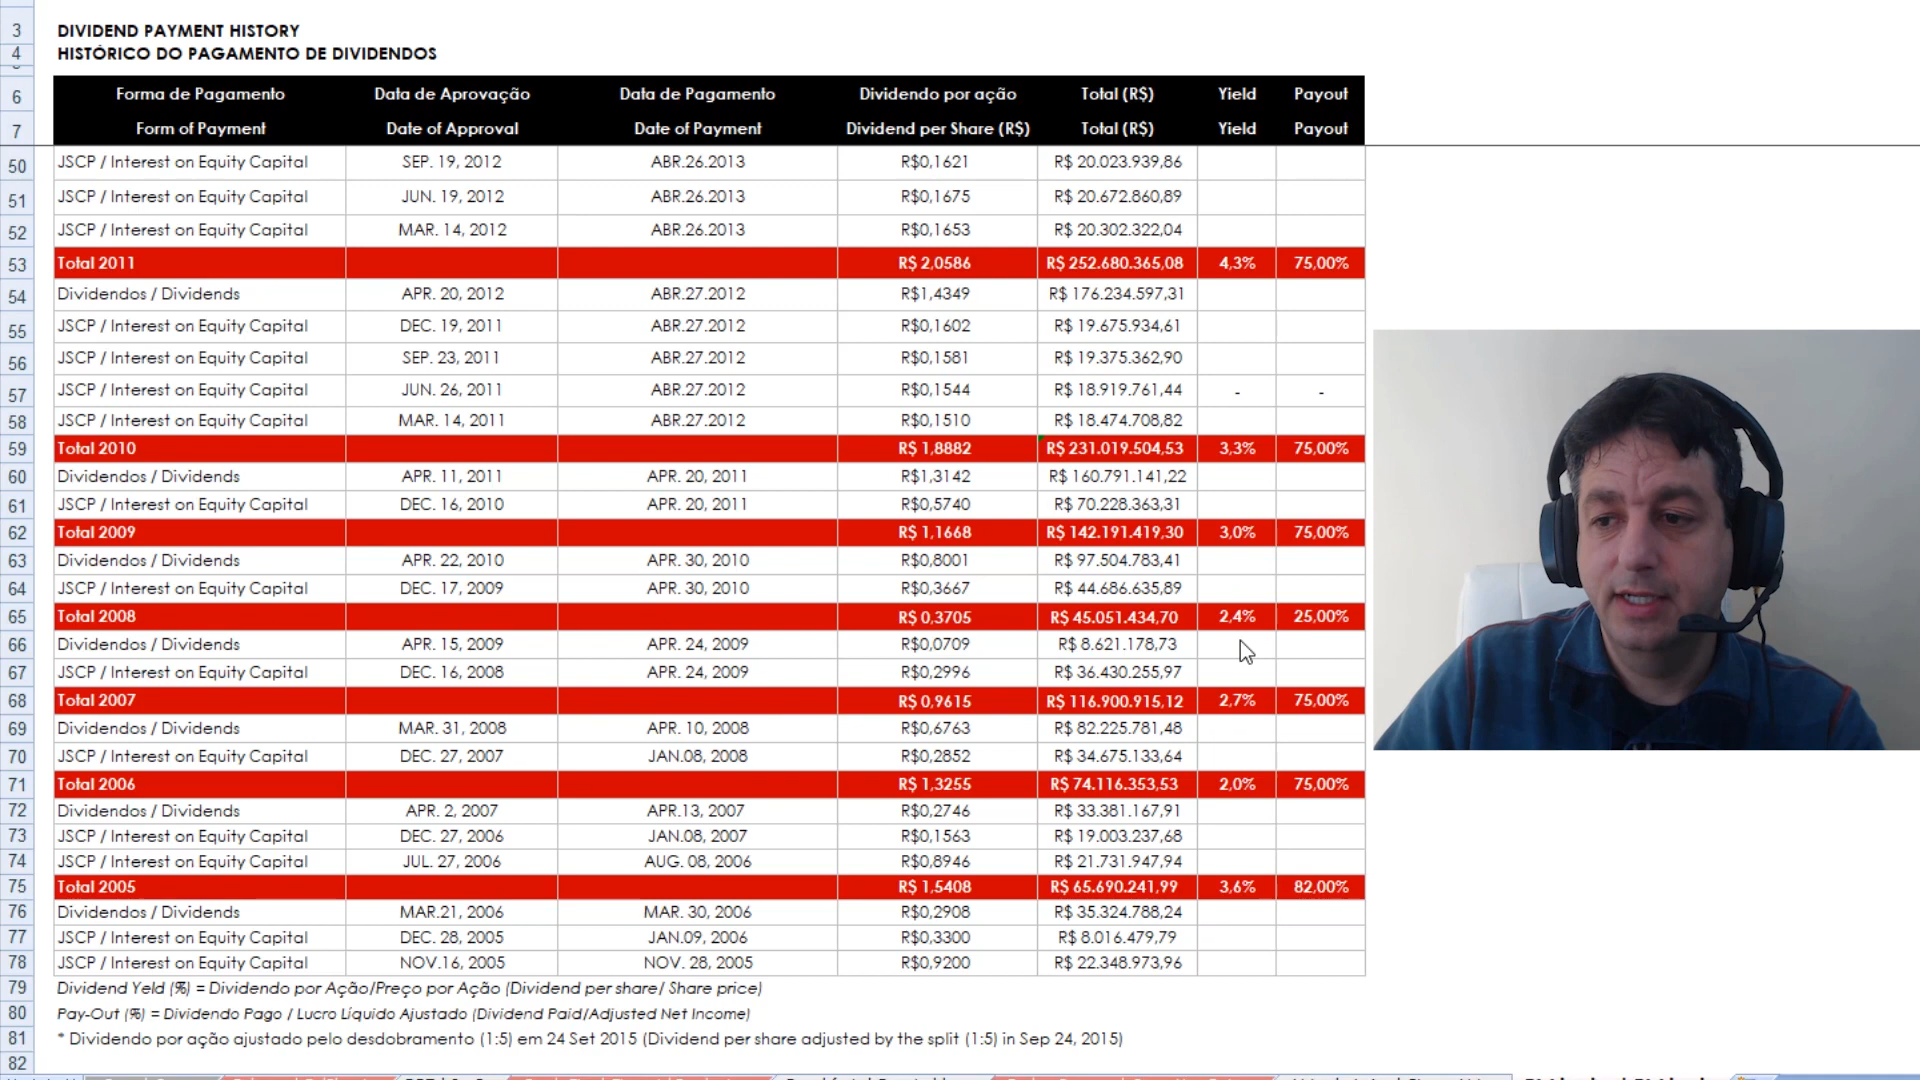 3 DIVIDEND PAYMENT HISTORY
4 HISTÓRICO DO PAGAMENTO DE DIVIDENDOS
6 Forma de Pagamento Data de Aprovação Data de Pagamento Dividendo por ação Total (R$) Yield Payout
7 Form of Payment Date of Approval Date of Payment Dividend per Share (R$) Total (R$) Yield Payout
50 JSCP / Interest on Equity Capital SEP. 19, 2012 ABR.26.2013 R$0,1621 R$ 20.023.939,86
51 JSCP / Interest on Equity Capital JUN. 19, 2012 ABR.26.2013 R$0,1675 R$ 20.672.860,89
52 JSCP / Interest on Equity Capital MAR. 14, 2012 ABR.26.2013 R$0,1653 R$ 20.302.322,04
53 Total 2011 R$ 2,0586 R$ 252.680.365,08 4,3% 75,00%
54 Dividendos / Dividends APR. 20, 2012 ABR.27.2012 R$1,4349 R$ 176.234.597,31
55 JSCP / Interest on Equity Capital DEC. 19, 2011 ABR.27.2012 R$0,1602 R$ 19.675.934,61
56 JSCP / Interest on Equity Capital SEP. 23, 2011 ABR.27.2012 R$0,1581 R$ 19.375.362,90
57 JSCP / Interest on Equity Capital JUN. 26, 2011 ABR.27.2012 R$0,1544 R$ 18.919.761,44 - -
58 JSCP / Interest on Equity Capital MAR. 14, 2011 ABR.27.2012 R$0,1510 R$ 18.474.708,82
59 Total 2010 R$ 1,8882 R$ 231.019.504,53 3,3% 75,00%
60 Dividendos / Dividends APR. 11, 2011 APR. 20, 2011 R$1,3142 R$ 160.791.141,22
61 JSCP / Interest on Equity Capital DEC. 16, 2010 APR. 20, 2011 R$0,5740 R$ 70.228.363,31
62 Total 2009 R$ 1,1668 R$ 142.191.419,30 3,0% 75,00%
63 Dividendos / Dividends APR. 22, 2010 APR. 30, 2010 R$0,8001 R$ 97.504.783,41
64 JSCP / Interest on Equity Capital DEC. 17, 2009 APR. 30, 2010 R$0,3667 R$ 44.686.635,89
65 Total 2008 R$ 0,3705 R$ 45.051.434,70 2,4% 25,00%
66 Dividendos / Dividends APR. 15, 2009 APR. 24, 2009 R$0,0709 R$ 8.621.178,73
67 JSCP / Interest on Equity Capital DEC. 16, 2008 APR. 24, 2009 R$0,2996 R$ 36.430.255,97
68 Total 2007 R$ 0,9615 R$ 116.900.915,12 2,7% 75,00%
69 Dividendos / Dividends MAR. 31, 2008 APR. 10, 2008 R$0,6763 R$ 82.225.781,48
70 JSCP / Interest on Equity Capital DEC. 27, 2007 JAN.08, 2008 R$0,2852 R$ 34.675.133,64
71 Total 2006 R$ 1,3255 R$ 74.116.353,53 2,0% 75,00%
72 Dividendos / Dividends APR. 2, 2007 APR.13, 2007 R$0,2746 R$ 33.381.167,91
73 JSCP / Interest on Equity Capital DEC. 27, 2006 JAN.08, 2007 R$0,1563 R$ 19.003.237,68
74 JSCP / Interest on Equity Capital JUL. 27, 2006 AUG. 08, 2006 R$0,8946 R$ 21.731.947,94
75 Total 2005 R$ 1,5408 R$ 65.690.241,99 3,6% 82,00%
76 Dividendos / Dividends MAR.21, 2006 MAR. 30, 2006 R$0,2908 R$ 35.324.788,24
77 JSCP / Interest on Equity Capital DEC. 28, 2005 JAN.09, 2006 R$0,3300 R$ 8.016.479,79
78 JSCP / Interest on Equity Capital NOV.16, 2005 NOV. 28, 2005 R$0,9200 R$ 22.348.973,96
79 Dividend Yeld (%) = Dividendo por Ação/Preço por Ação (Dividend per share/ Share price)
80 Pay-Out (%) = Dividendo Pago / Lucro Líquido Ajustado (Dividend Paid/Adjusted Net Income)
81 * Dividendo por ação ajustado pelo desdobramento (1:5) em 24 Set 2015 (Dividend per share adjusted by the split (1:5) in Sep 24, 2015)
82